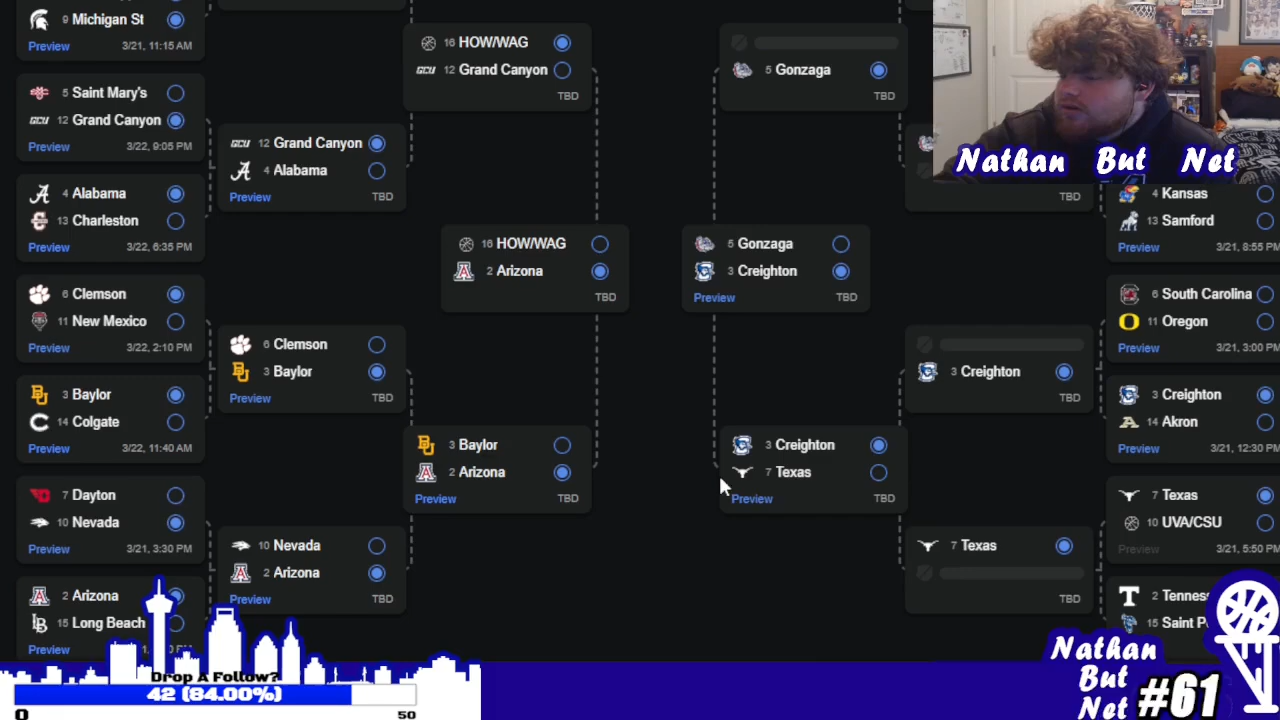 9 Michigan St
Preview 3/21, 11:15 AM
5 Saint Mary's
GCU 12 Grand Canyon
Preview 3/22, 9:05 PM
4 Alabama
13 Charleston
Preview 3/22, 6:35 PM
6 Clemson
11 New Mexico
Preview 3/22, 2:10 PM
3 Baylor
14 Colgate
Preview 3/22, 11:40 AM
7 Dayton
10 Nevada
Preview 3/21, 3:30 PM
2 Arizona
15 Long Beach
GCU 12 Grand Canyon
4 Alabama
Preview TBD
6 Clemson
3 Baylor
Preview TBD
10 Nevada
2 Arizona
Preview TBD
16 HOW/WAG
GCU 12 Grand Canyon
TBD
16 HOW/WAG
2 Arizona
TBD
3 Baylor
2 Arizona
Preview TBD
5 Gonzaga
TBD
5 Gonzaga
3 Creighton
Preview TBD
3 Creighton
7 Texas
Preview TBD
TBD
3 Creighton
TBD
7 Texas
TBD
4 Kansas
13 Samford
Preview 3/21, 8:55 PM
6 South Carolina
11 Oregon
Preview 3/21, 3:00 PM
3 Creighton
14 Akron
Preview 3/21, 12:30 PM
7 Texas
10 UVA/CSU
Preview 3/21, 5:50 PM
2 Tennes
15 Saint P
Nathan But Net
Drop A Follow?
42 (84.00%)
0 50
Nathan
But
Net #61